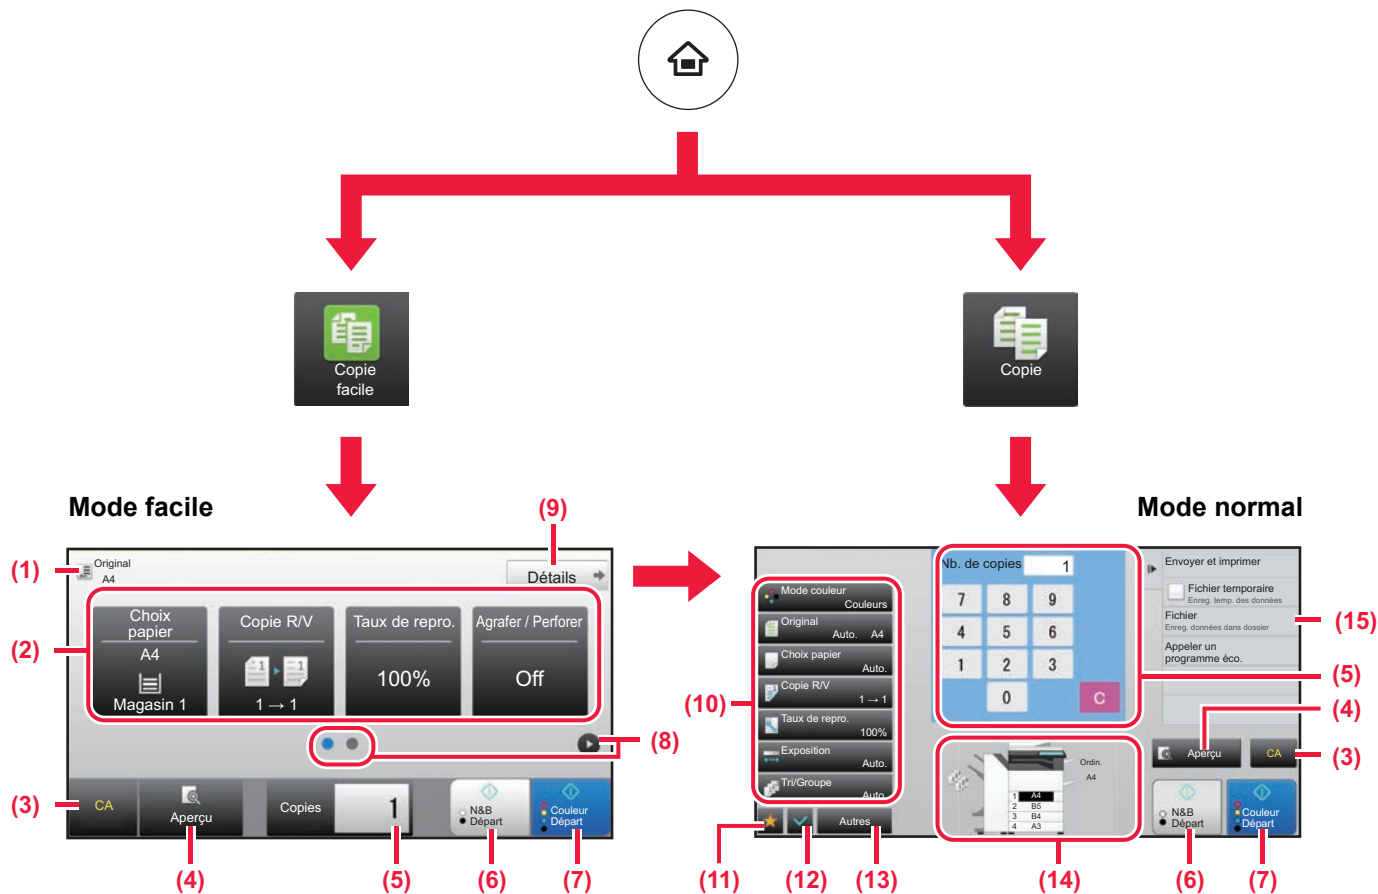 Copie
facile
Copie
Mode facile
Mode normal
(9)
(1)
Original
A4
Détails
(2)
Choix
papier
A4
Magasin 1
Copie R/V
1
1
1 → 1
Taux de repro.
100%
Agrafer / Perforer
Off
(8)
(3)
CA
Aperçu
Copies
1
N&B
Départ
Couleur
Départ
(4)
(5)
(6)
(7)
(10)
Mode couleur
Couleurs
Original
Auto. A4
Choix papier
Auto.
Copie R/V
1 → 1
Taux de repro.
100%
Exposition
Auto.
Tri/Groupe
Auto.
Autres
(11)
(12)
(13)
Nb. de copies
1
7 8 9
4 5 6
1 2 3
0 C
Ordin.
A4
1 A4
2 B5
3 B4
4 A3
(14)
Envoyer et imprimer
Fichier temporaire
Enreg. temp. des données
Fichier
Enreg. données dans dossier
Appeler un
programme éco.
(15)
(5)
(4)
Aperçu
CA
(3)
N&B
Départ
Couleur
Départ
(6)
(7)